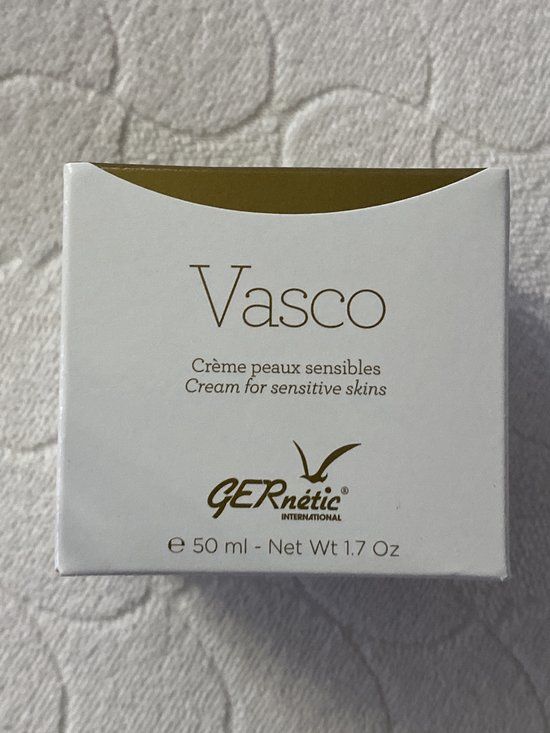 Vasco
Crème peaux sensibles
Cream for sensitive skins
GERnétic®
INTERNATIONAL
℮ 50 ml - Net Wt 1.7 Oz